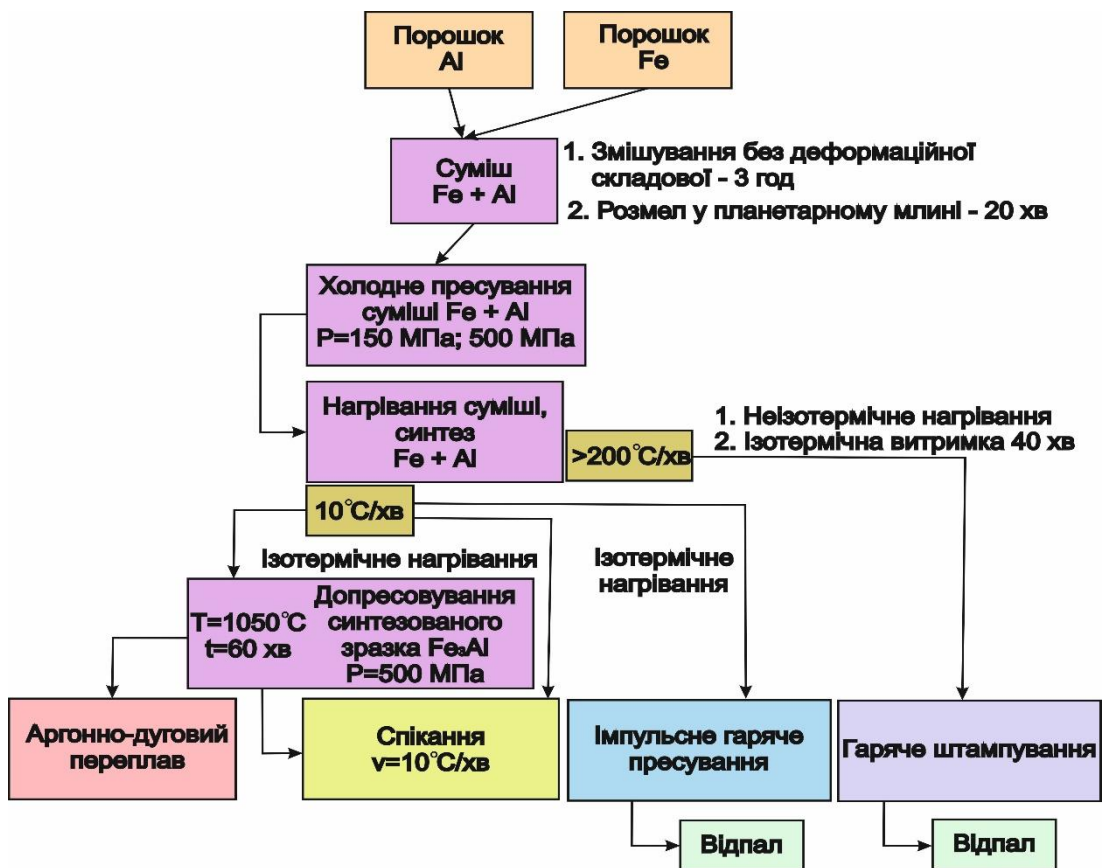 Порошок
Al
Порошок
Fe
Суміш
Fe + Al
1. Змішування без деформаційної
складової - 3 год
2. Розмел у планетарному млині - 20 хв
Холодне пресування
суміші Fe + Al
P=150 МПа; 500 МПа
Нагрівання суміші,
синтез
Fe + Al
>200°C/хв
1. Неізотермічне нагрівання
2. Ізотермічна витримка 40 хв
10°C/хв
Ізотермічне нагрівання
Ізотермічне
нагрівання
T=1050°C
t=60 хв
Допресовування
синтезованого
зразка Fe₃Al
P=500 МПа
Аргонно-дуговий
переплав
Спікання
v=10°C/хв
Імпульсне гаряче
пресування
Гаряче штампування
Відпал
Відпал